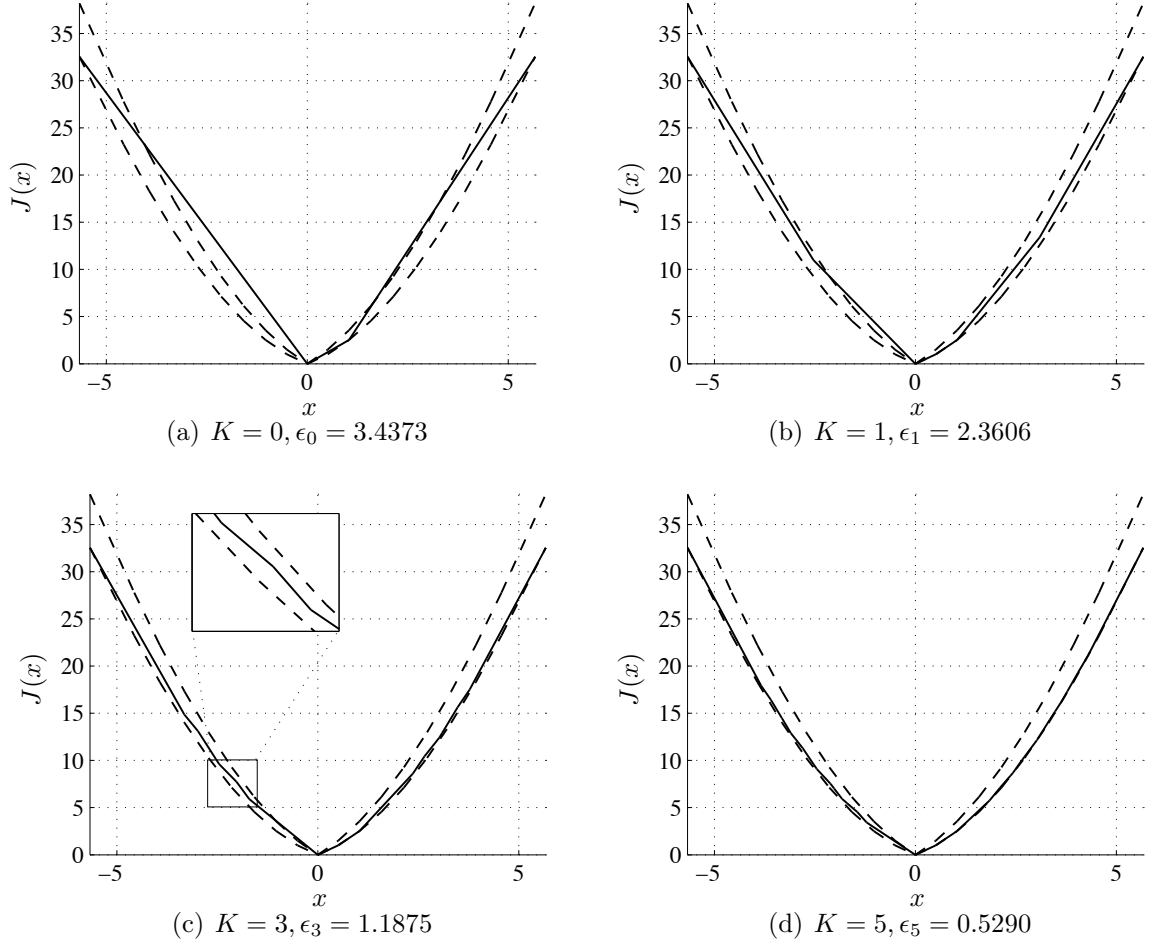 35
30
25
20
15
10
5
0
J(x)
−5 0 5
x
(a) K = 0, ϵ₀ = 3.4373
35
30
25
20
15
10
5
0
J(x)
−5 0 5
x
(b) K = 1, ϵ₁ = 2.3606
35
30
25
20
15
10
5
0
J(x)
−5 0 5
x
(c) K = 3, ϵ₃ = 1.1875
35
30
25
20
15
10
5
0
J(x)
−5 0 5
x
(d) K = 5, ϵ₅ = 0.5290